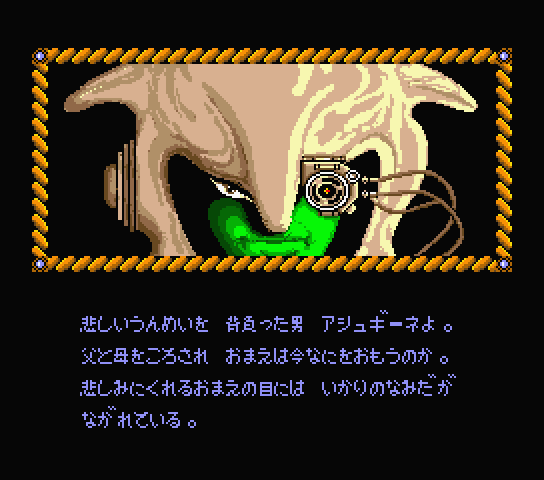 悲しいうんめいを　背負った男　アシュギーネよ。
父と母をころされ　おまえは今なにをおもうのか。
悲しみにくれるおまえの目には　いかりのなみだが
ながれている。